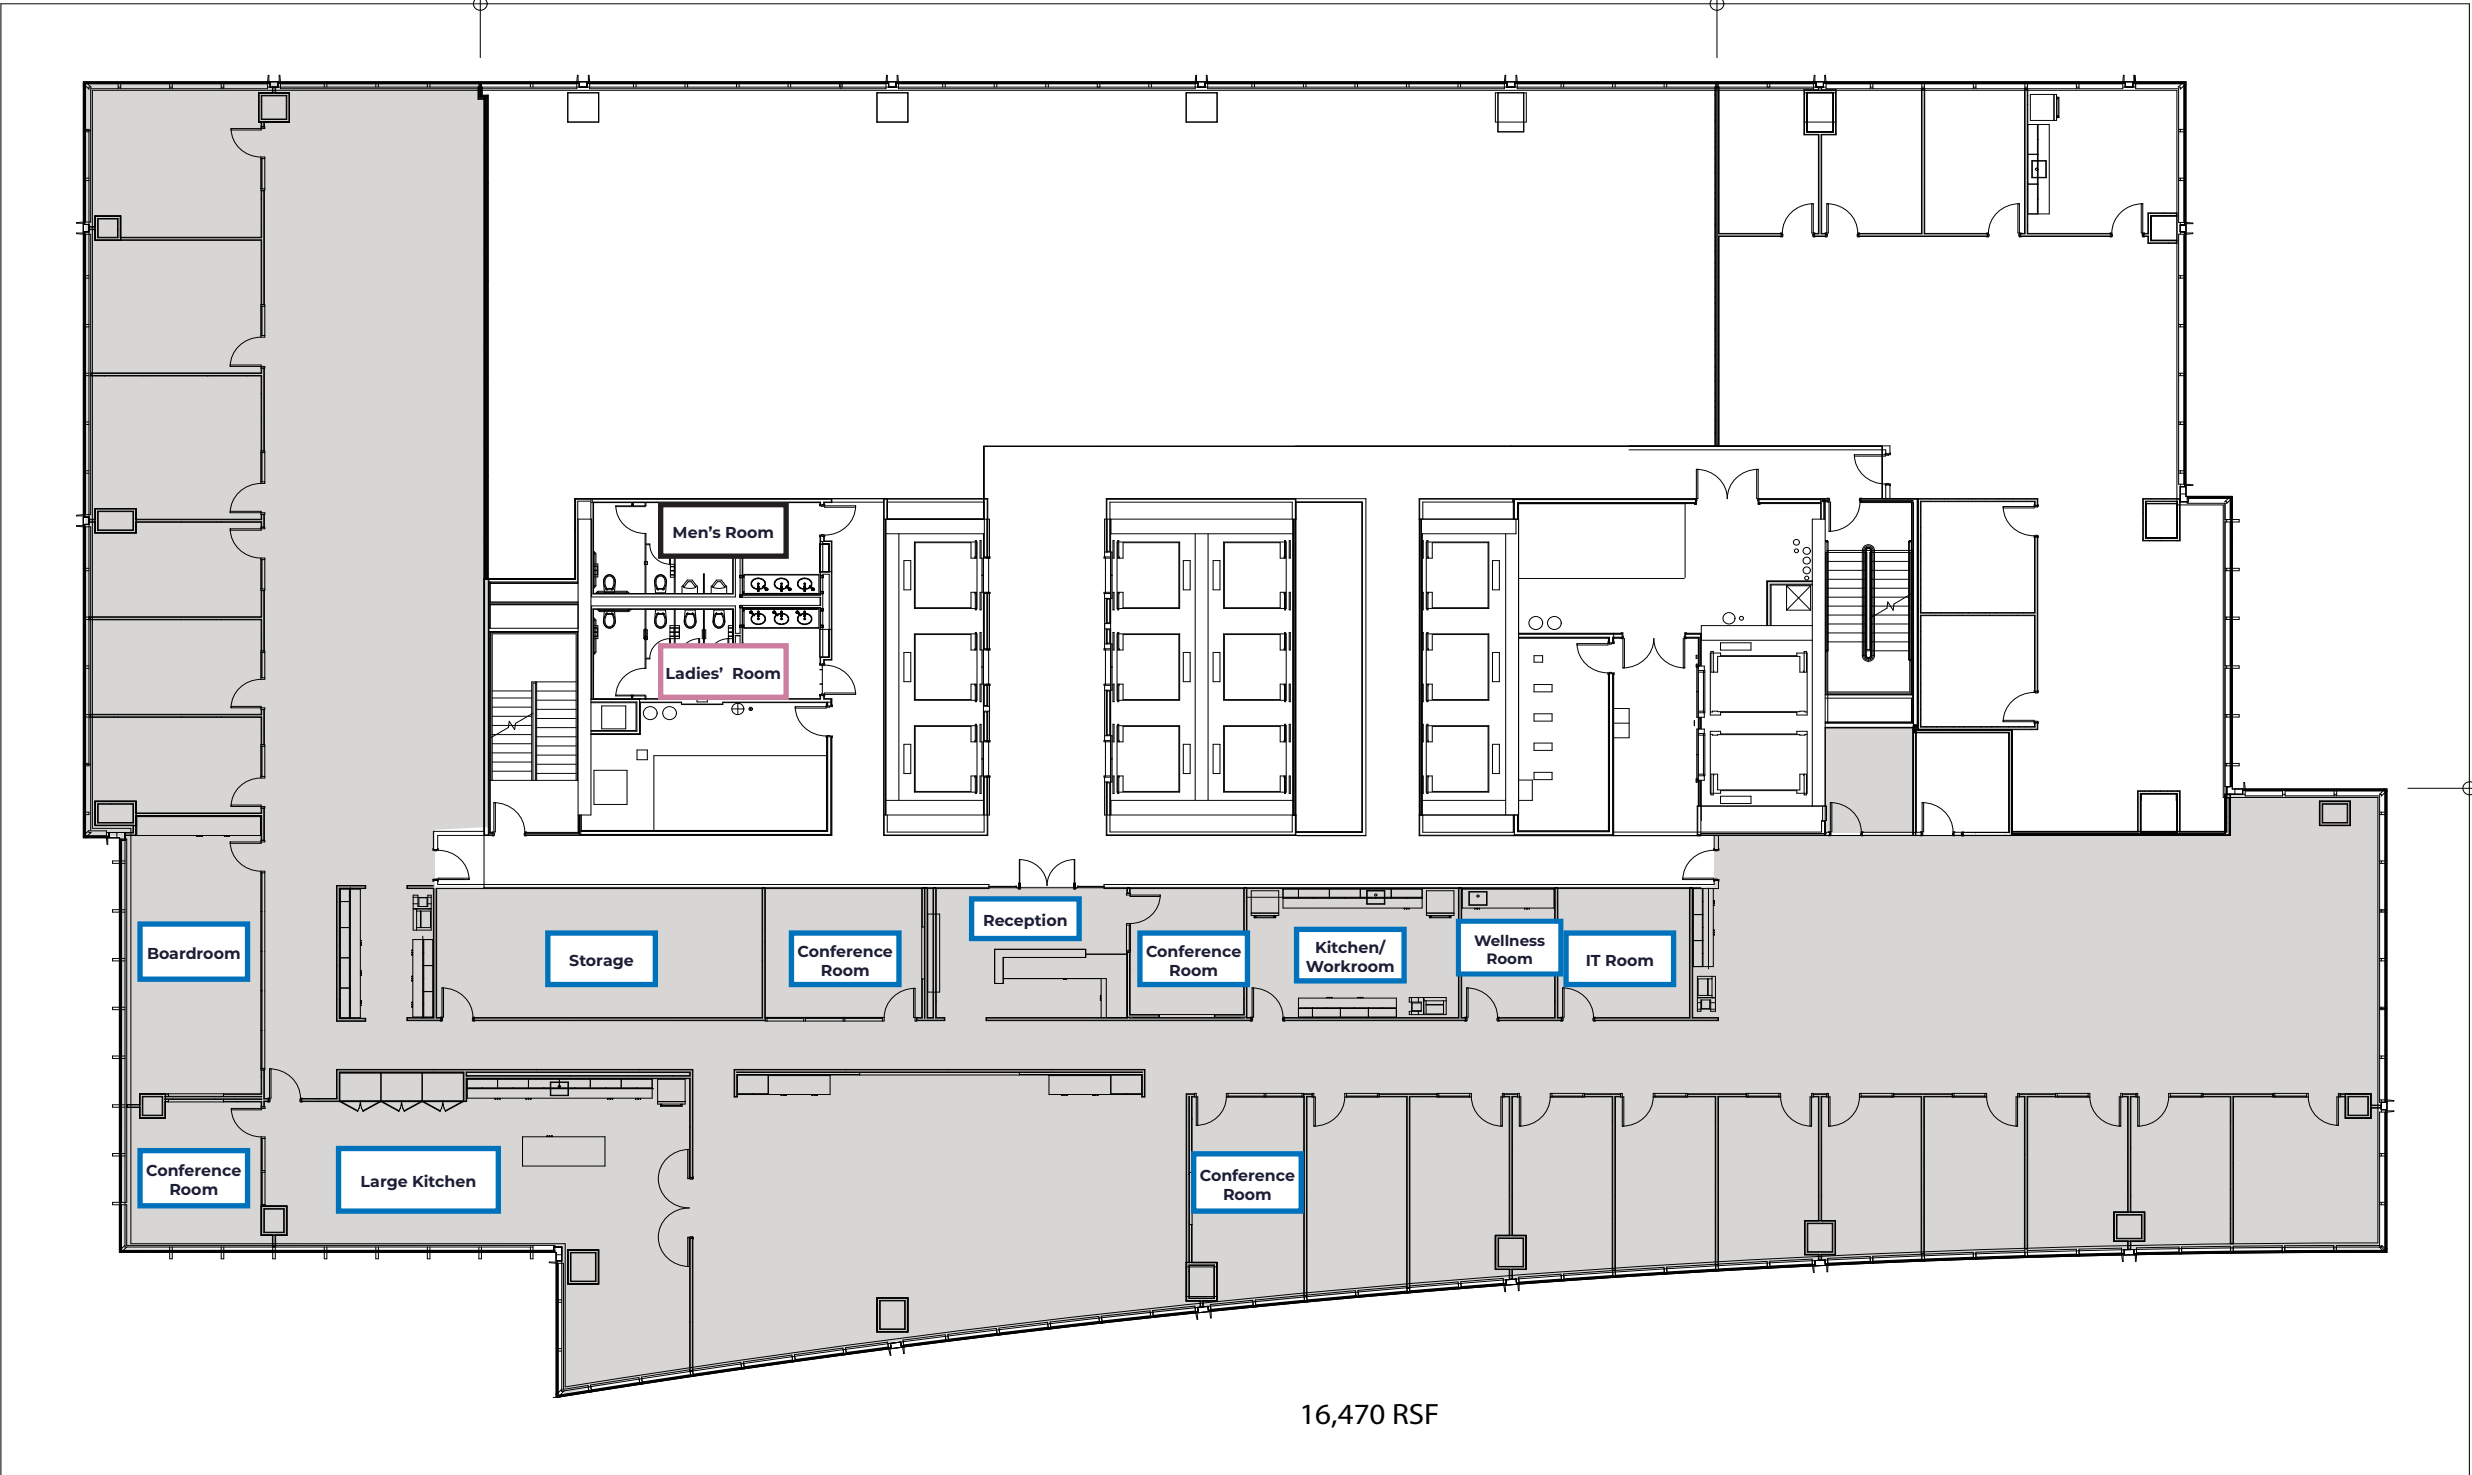 Men's Room
Ladies' Room
Boardroom
Storage
Conference
Room
Reception
Conference
Room
Kitchen/
Workroom
Wellness
Room
IT Room
Conference
Room
Large Kitchen
Conference
Room
16,470 RSF